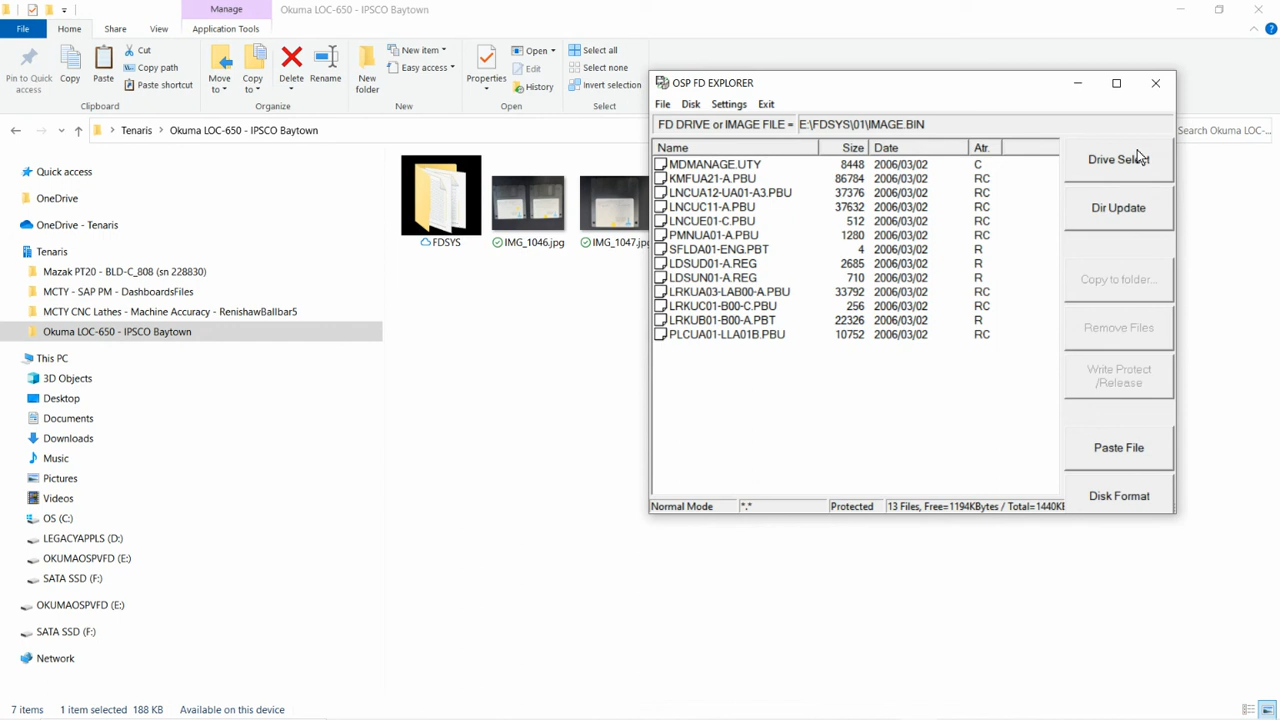 Manage
Okuma LOC-650 - IPSCO Baytown
File
Home
Share
View
Application Tools
Pin to Quick access
Copy
Paste
Cut
Copy path
Paste shortcut
Clipboard
Move to
Copy to
Delete
Rename
Organize
New folder
New item
Easy access
New
Properties
Open
Edit
History
Open
Select all
Select none
Invert selection
Select
Tenaris > Okuma LOC-650 - IPSCO Baytown
Search Okuma LOC-...
Quick access
OneDrive
OneDrive - Tenaris
Tenaris
Mazak PT20 - BLD-C_808 (sn 228830)
MCTY - SAP PM - DashboardsFiles
MCTY CNC Lathes - Machine Accuracy - RenishawBallbar5
Okuma LOC-650 - IPSCO Baytown
This PC
3D Objects
Desktop
Documents
Downloads
Music
Pictures
Videos
OS (C:)
LEGACYAPPLS (D:)
OKUMAOSPVFD (E:)
SATA SSD (F:)
OKUMAOSPVFD (E:)
SATA SSD (F:)
Network
FDSYS
IMG_1046.jpg
IMG_1047.jpg
OSP FD EXPLORER
File Disk Settings Exit
FD DRIVE or IMAGE FILE = E:\FDSYS\01\IMAGE.BIN
Name Size Date Atr.
MDMANAGE.UTY 8448 2006/03/02 C
KMFUA21-A.PBU 86784 2006/03/02 RC
LNCUA12-UA01-A3.PBU 37376 2006/03/02 RC
LNCUC11-A.PBU 37632 2006/03/02 RC
LNCUE01-C.PBU 512 2006/03/02 RC
PMNUA01-A.PBU 1280 2006/03/02 RC
SFLDA01-ENG.PBT 4 2006/03/02 R
LDSUD01-A.REG 2685 2006/03/02 R
LDSUN01-A.REG 710 2006/03/02 R
LRKUA03-LAB00-A.PBU 33792 2006/03/02 RC
LRKUC01-B00-C.PBU 256 2006/03/02 RC
LRKUB01-B00-A.PBT 22326 2006/03/02 R
PLCUA01-LLA01B.PBU 10752 2006/03/02 RC
Drive Select
Dir Update
Copy to folder...
Remove Files
Write Protect
/Release
Paste File
Disk Format
Normal Mode *.* Protected 13 Files, Free=1194KBytes / Total=1440KE
7 items 1 item selected 188 KB Available on this device